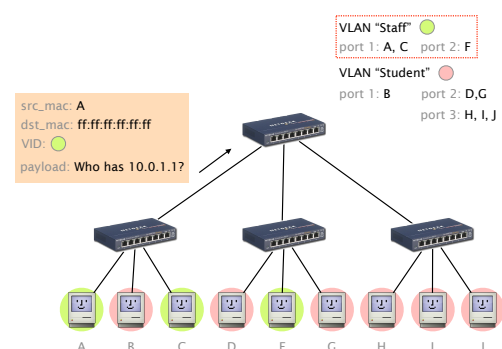 VLAN “Staff”
port 1: A, C port 2: F
VLAN “Student”
port 1: B port 2: D,G
port 3: H, I, J
src_mac: A
dst_mac: ff:ff:ff:ff:ff:ff
VID:
payload: Who has 10.0.1.1?
A B C D F G H I J